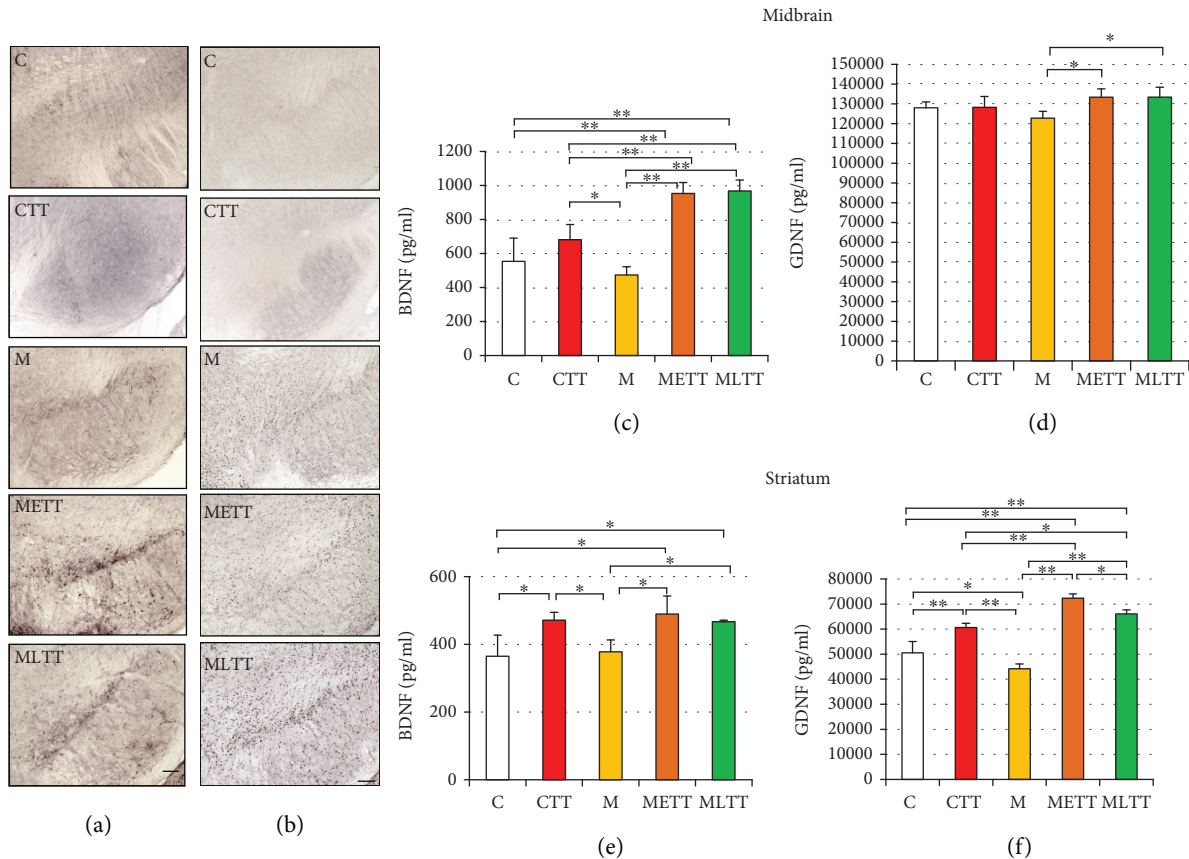 Midbrain
C
CTT
M
METT
MLTT
(a)
C
CTT
M
METT
MLTT
(b)
** ** ** ** ** ** *
BDNF (pg/ml)
1200
1000
800
600
400
200
0
C CTT M METT MLTT
(c)
* *
GDNF (pg/ml)
150000
140000
130000
120000
110000
100000
90000
80000
70000
60000
50000
40000
30000
20000
10000
0
C CTT M METT MLTT
(d)
Striatum
* * * * * *
BDNF (pg/ml)
600
400
200
0
C CTT M METT MLTT
(e)
** ** * ** ** ** * * ** **
GDNF (pg/ml)
80000
70000
60000
50000
40000
30000
20000
10000
0
C CTT M METT MLTT
(f)